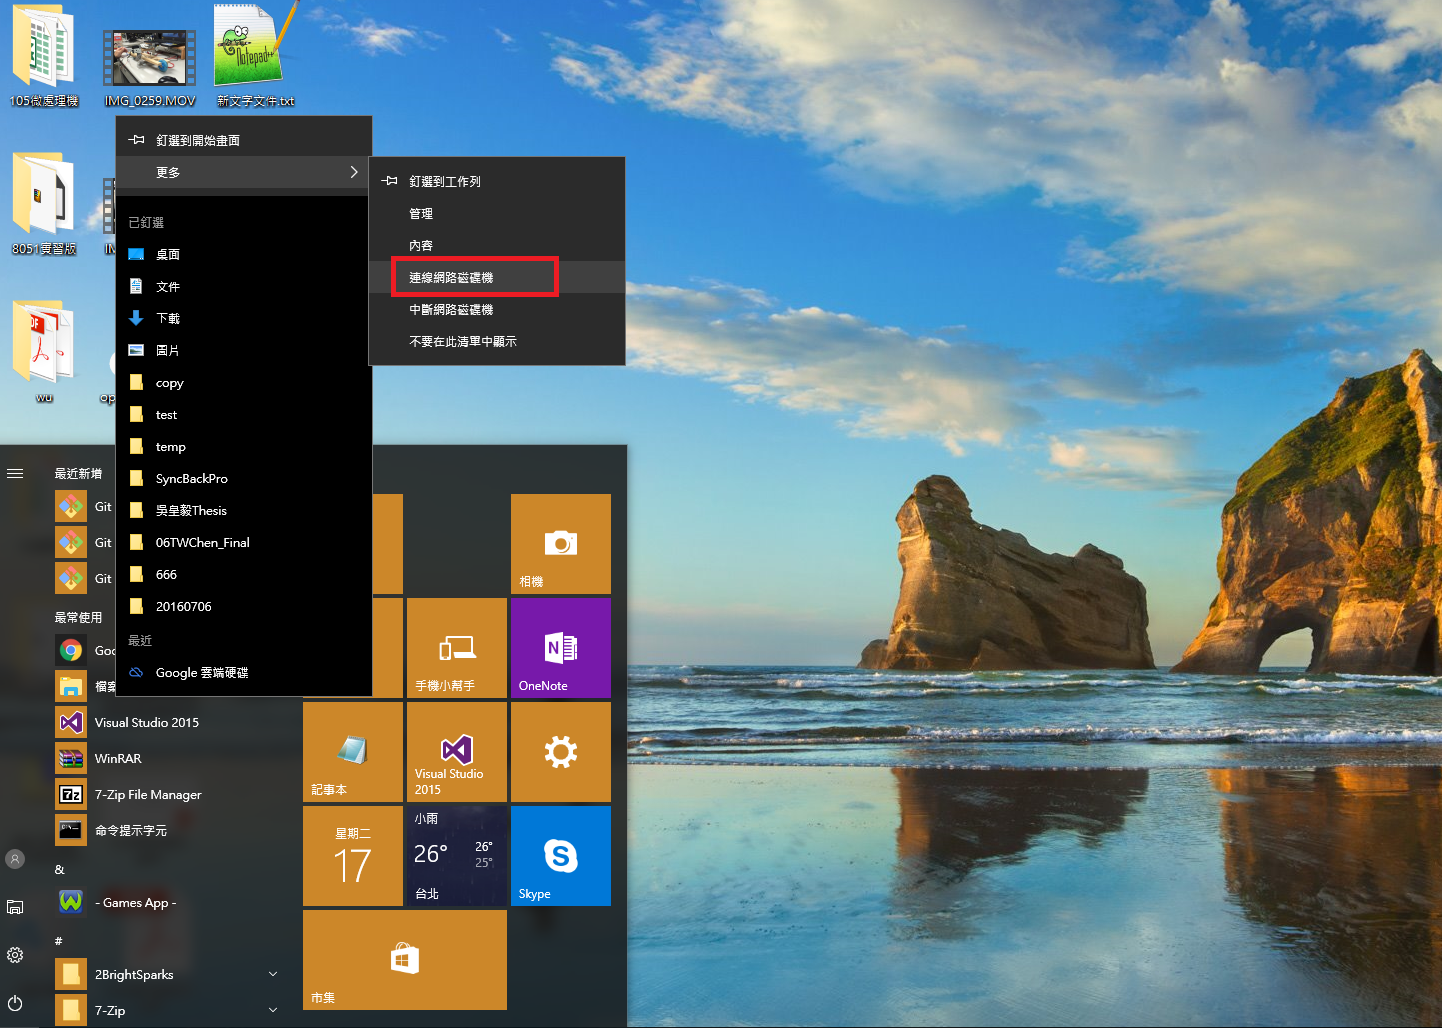 105微處理機
IMG_0259.MOV
Notepad++
新文字文件.txt
8051實習版
IM
PDF
wu
op
釘選到開始畫面
更多
已釘選
桌面
文件
下載
圖片
copy
test
temp
SyncBackPro
吳皇毅Thesis
06TWChen_Final
666
20160706
最近
Google 雲端硬碟
釘選到工作列
管理
內容
連線網路磁碟機
中斷網路磁碟機
不要在此清單中顯示
最近新增
Git
Git
Git
最常使用
Goo
檔案
Visual Studio 2015
WinRAR
7z
7-Zip File Manager
命令提示字元
&
- Games App -
#
2BrightSparks
7-Zip
相機
手機小幫手
N
OneNote
記事本
Visual Studio
2015
星期二
17
小雨
26°
26°
25°
台北
S
Skype
市集